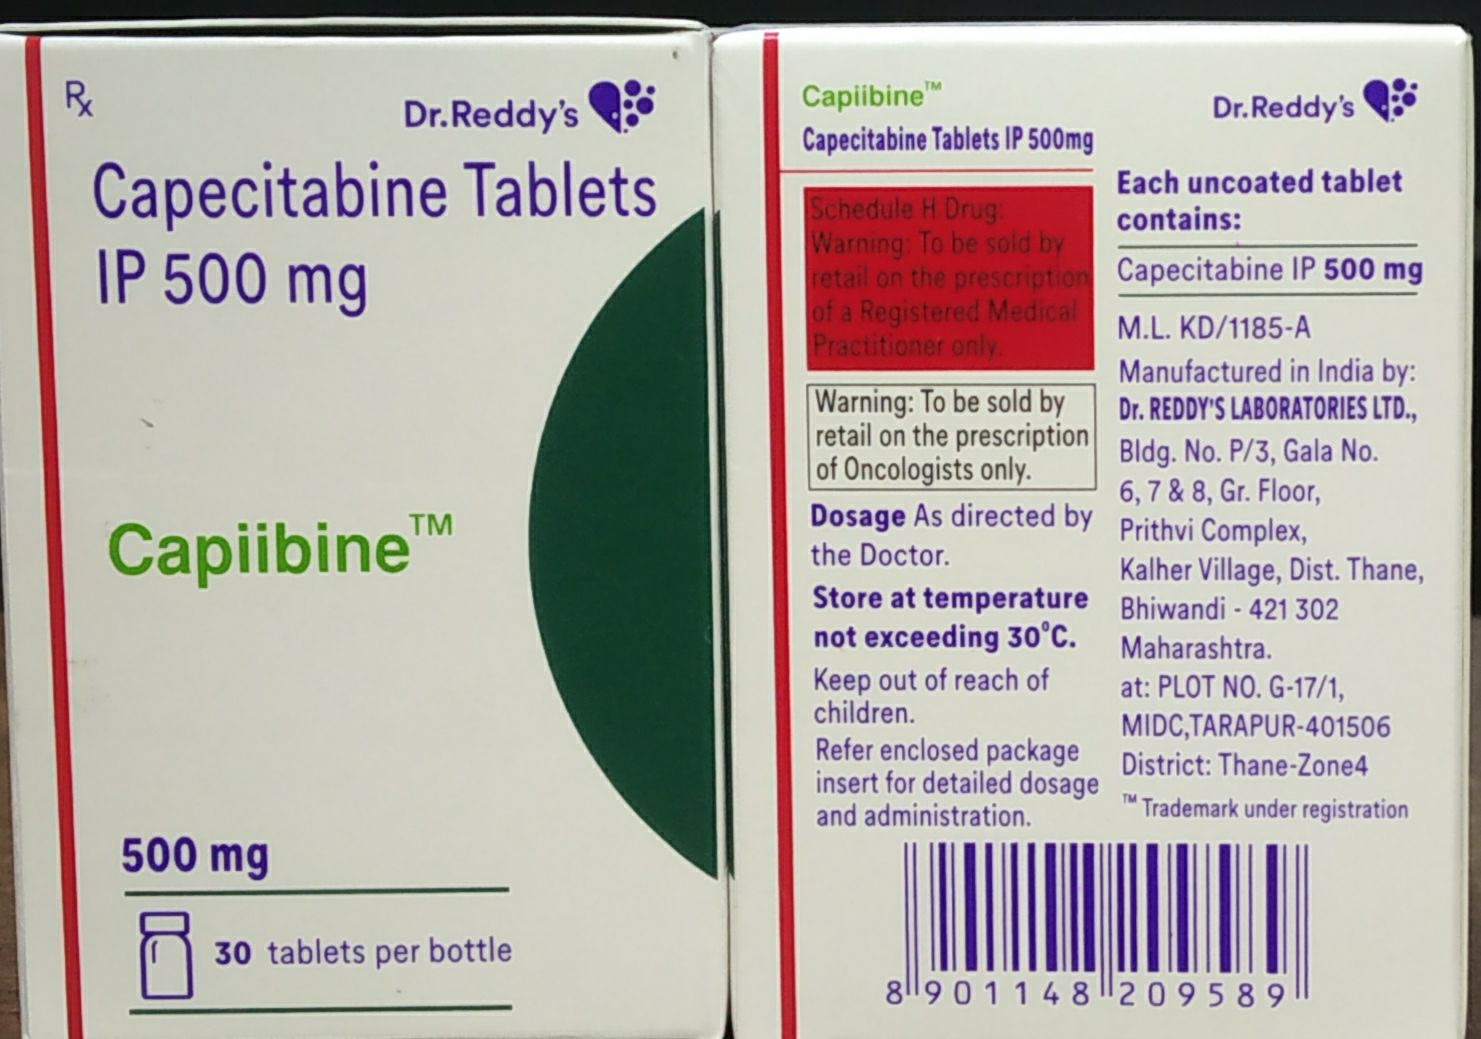 Rx
Dr.Reddy's
Capecitabine Tablets
IP 500 mg
Capiibine™
500 mg
30 tablets per bottle
Capiibine™
Capecitabine Tablets IP 500mg
Schedule H Drug:
Warning: To be sold by
retail on the prescription
of a Registered Medical
Practitioner only.
Warning: To be sold by
retail on the prescription
of Oncologists only.
Dosage As directed by
the Doctor.
Store at temperature
not exceeding 30°C.
Keep out of reach of
children.
Refer enclosed package
insert for detailed dosage
and administration.
Dr.Reddy's
Each uncoated tablet
contains:
Capecitabine IP 500 mg
M.L. KD/1185-A
Manufactured in India by:
Dr. REDDY'S LABORATORIES LTD.,
Bldg. No. P/3, Gala No.
6, 7 & 8, Gr. Floor,
Prithvi Complex,
Kalher Village, Dist. Thane,
Bhiwandi - 421 302
Maharashtra.
at: PLOT NO. G-17/1,
MIDC,TARAPUR-401506
District: Thane-Zone4
™ Trademark under registration
8 901148 209589